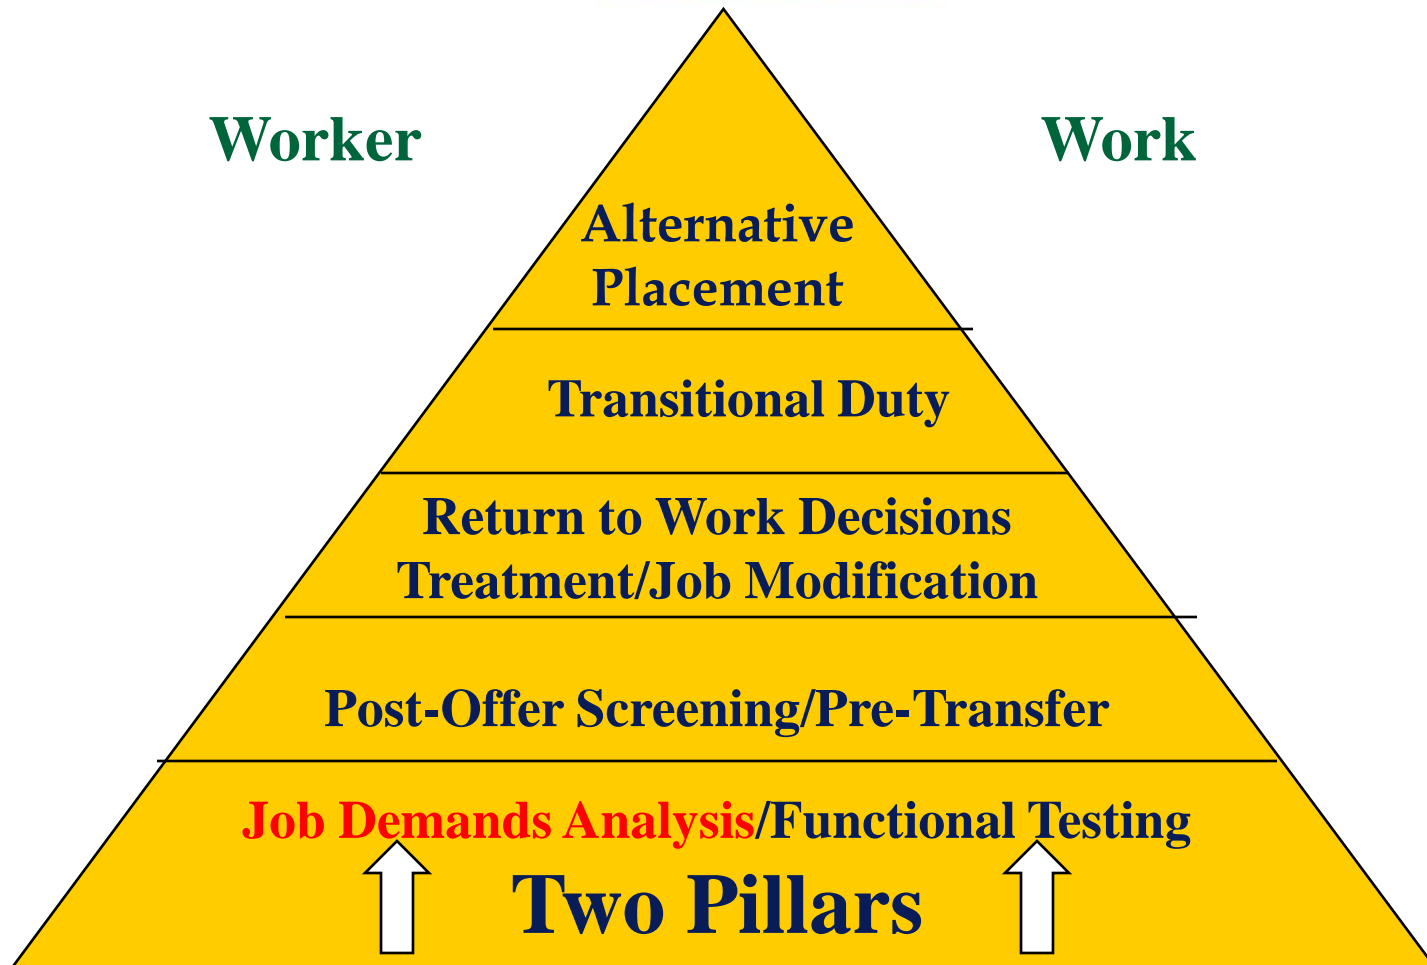 Worker
Work
Alternative
Placement
Transitional Duty
Return to Work Decisions
Treatment/Job Modification
Post-Offer Screening/Pre-Transfer
Job Demands Analysis/Functional Testing
Two Pillars